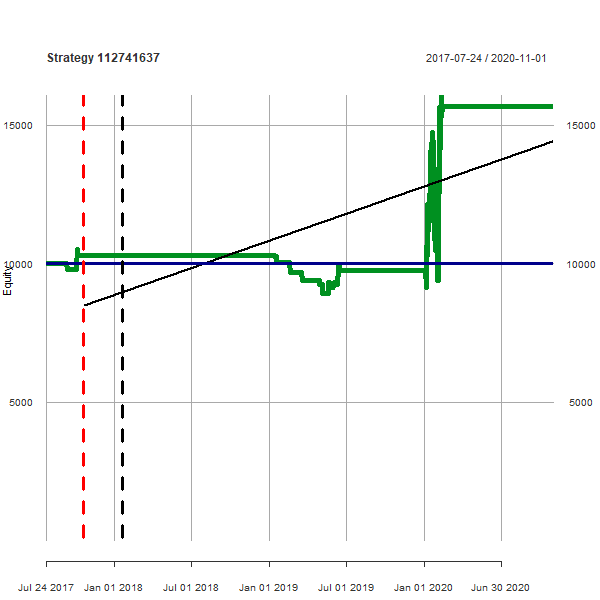 Strategy 112741637
2017-07-24 / 2020-11-01
15000 15000
10000 10000
Equity
5000 5000
Jul 24 2017 Jan 01 2018 Jul 01 2018 Jan 01 2019 Jul 01 2019 Jan 01 2020 Jun 30 2020